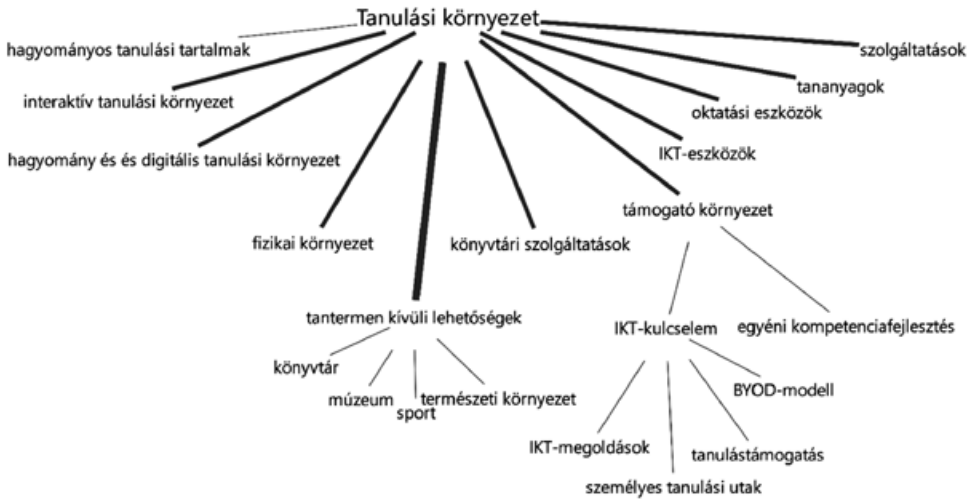 Tanulási környezet
hagyományos tanulási tartalmak
szolgáltatások
tananyagok
interaktív tanulási környezet
oktatási eszközök
hagyomány és és digitális tanulási környezet
IKT-eszközök
támogató környezet
fizikai környezet
könyvtári szolgáltatások
tantermen kívüli lehetőségek
IKT-kulcselem
egyéni kompetenciafejlesztés
könyvtár
múzeum
sport
természeti környezet
BYOD-modell
IKT-megoldások
tanulástámogatás
személyes tanulási utak